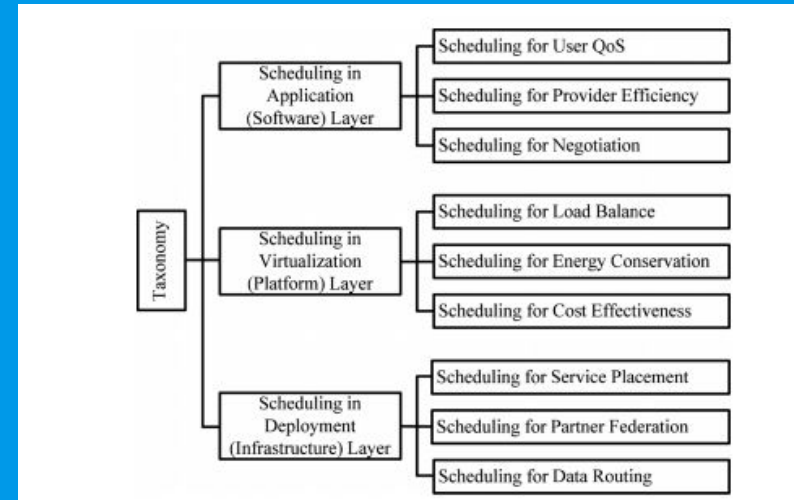 Taxonomy
Scheduling in
Application
(Software) Layer
Scheduling for User QoS
Scheduling for Provider Efficiency
Scheduling for Negotiation
Scheduling in
Virtualization
(Platform) Layer
Scheduling for Load Balance
Scheduling for Energy Conservation
Scheduling for Cost Effectiveness
Scheduling in
Deployment
(Infrastructure) Layer
Scheduling for Service Placement
Scheduling for Partner Federation
Scheduling for Data Routing